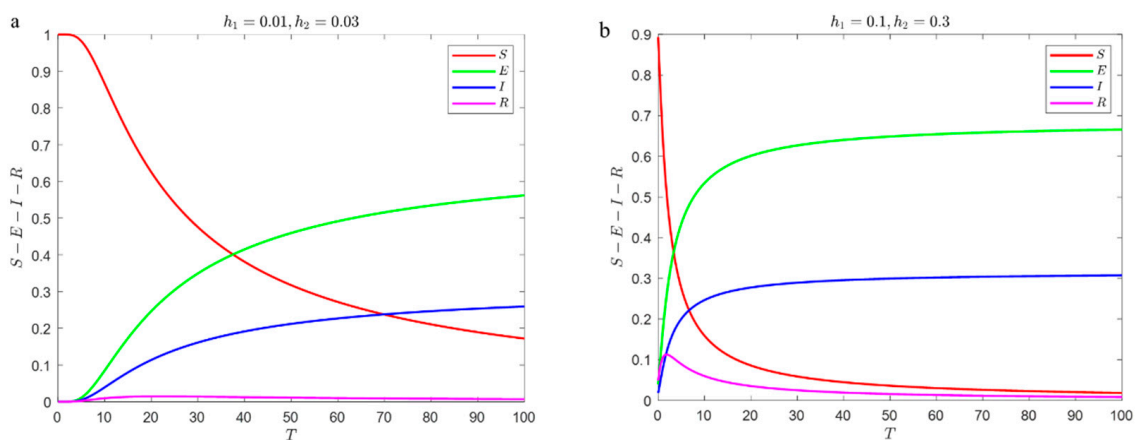 a
h₁ = 0.01, h₂ = 0.03
S − E − I − R
1
0.9
0.8
0.7
0.6
0.5
0.4
0.3
0.2
0.1
0
0 10 20 30 40 50 60 70 80 90 100
T
S
E
I
R
b
h₁ = 0.1, h₂ = 0.3
S − E − I − R
0.9
0.8
0.7
0.6
0.5
0.4
0.3
0.2
0.1
0
0 10 20 30 40 50 60 70 80 90 100
T
S
E
I
R